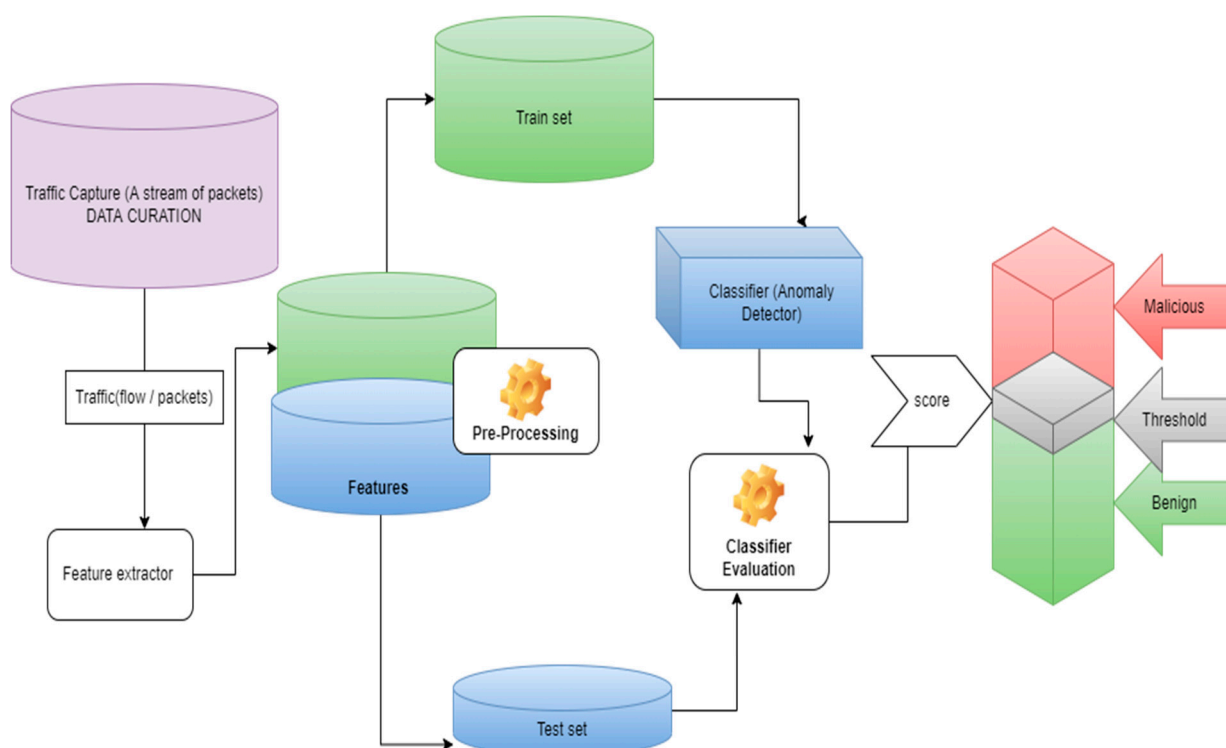 Train set
Traffic Capture (A stream of packets)
DATA CURATION
Classifier (Anomaly
Detector)
Malicious
Traffic(flow / packets)
score
Threshold
Pre-Processing
Features
Benign
Feature extractor
Classifier
Evaluation
Test set